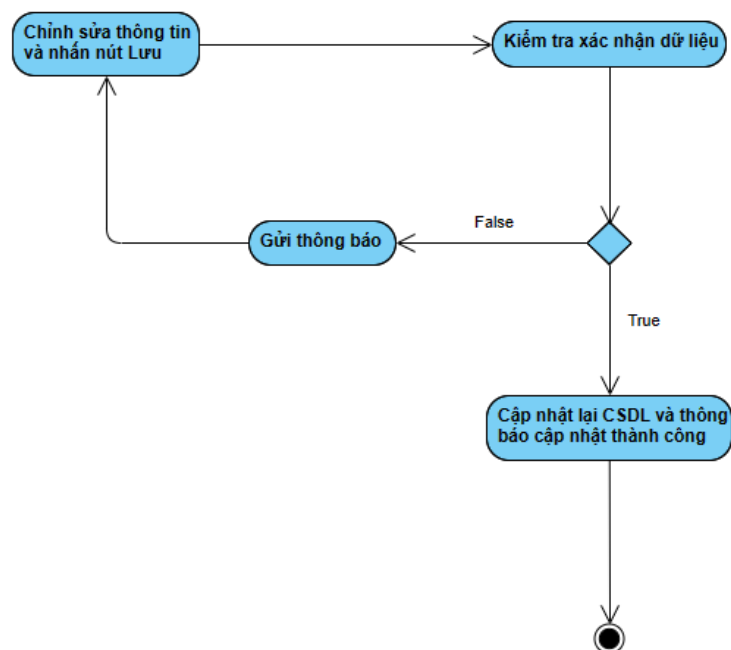 Chỉnh sửa thông tin
và nhấn nút Lưu
Kiểm tra xác nhận dữ liệu
False
Gửi thông báo
True
Cập nhật lại CSDL và thông
báo cập nhật thành công